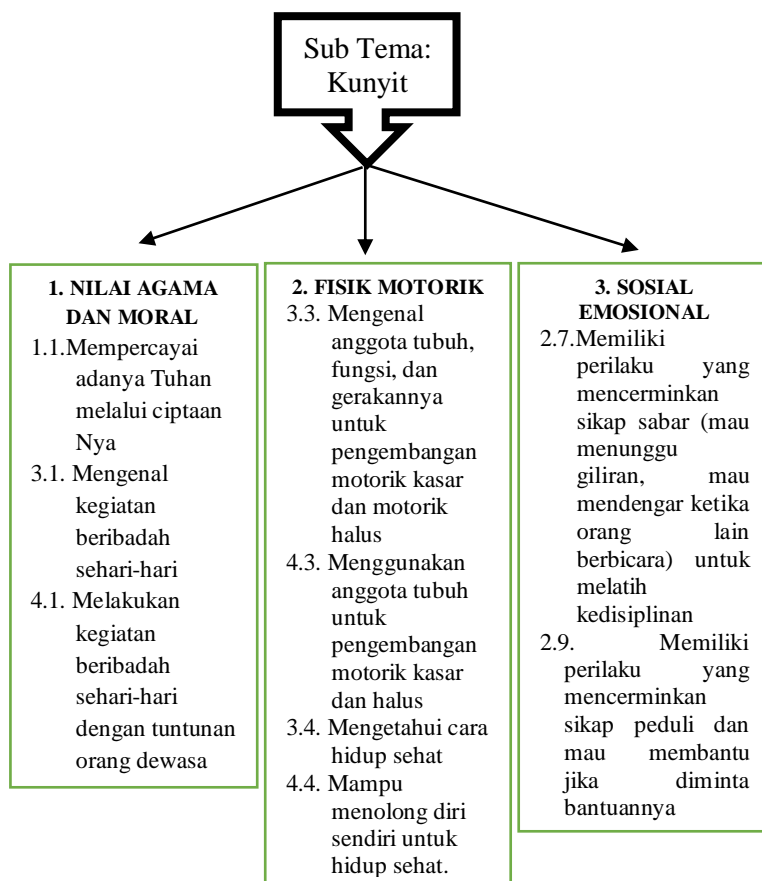 Sub Tema:
Kunyit
1. NILAI AGAMA
DAN MORAL
1.1.Mempercayai
adanya Tuhan
melalui ciptaan
Nya
3.1. Mengenal
kegiatan
beribadah
sehari-hari
4.1. Melakukan
kegiatan
beribadah
sehari-hari
dengan tuntunan
orang dewasa
2. FISIK MOTORIK
3.3. Mengenal
anggota tubuh,
fungsi, dan
gerakannya
untuk
pengembangan
motorik kasar
dan motorik
halus
4.3. Menggunakan
anggota tubuh
untuk
pengembangan
motorik kasar
dan halus
3.4. Mengetahui cara
hidup sehat
4.4. Mampu
menolong diri
sendiri untuk
hidup sehat.
3. SOSIAL
EMOSIONAL
2.7.Memiliki
perilaku yang
mencerminkan
sikap sabar (mau
menunggu
giliran, mau
mendengar ketika
orang lain
berbicara) untuk
melatih
kedisiplinan
2.9. Memiliki
perilaku yang
mencerminkan
sikap peduli dan
mau membantu
jika diminta
bantuannya